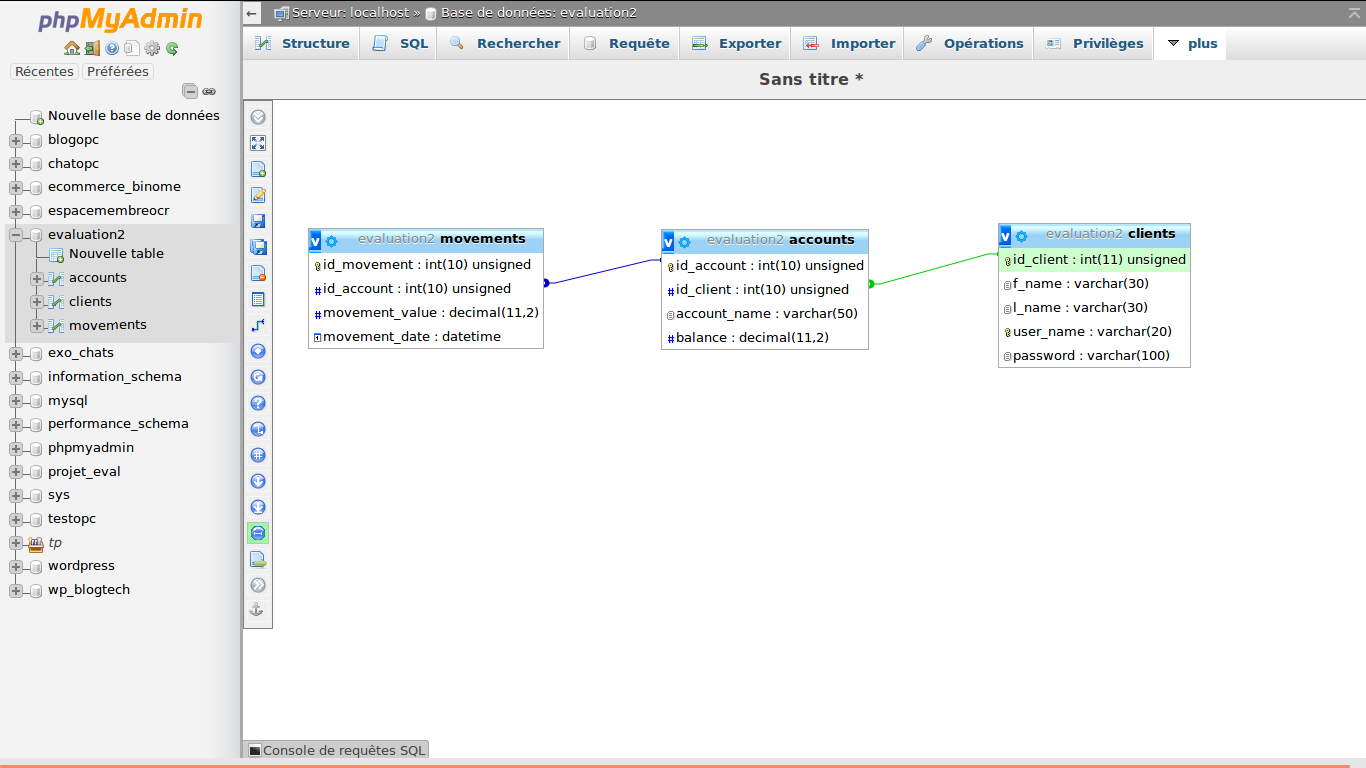 phpMyAdmin
Récentes Préférées
Nouvelle base de données
blogopc
chatopc
ecommerce_binome
espacemembreocr
evaluation2
Nouvelle table
accounts
clients
movements
exo_chats
information_schema
mysql
performance_schema
phpmyadmin
projet_eval
sys
testopc
tp
wordpress
wp_blogtech
Serveur: localhost » Base de données: evaluation2
Structure SQL Rechercher Requête Exporter Importer Opérations Privilèges plus
Sans titre *
v evaluation2 movements
id_movement : int(10) unsigned
id_account : int(10) unsigned
movement_value : decimal(11,2)
movement_date : datetime
v evaluation2 accounts
id_account : int(10) unsigned
id_client : int(10) unsigned
account_name : varchar(50)
balance : decimal(11,2)
v evaluation2 clients
id_client : int(11) unsigned
f_name : varchar(30)
l_name : varchar(30)
user_name : varchar(20)
password : varchar(100)
Console de requêtes SQL